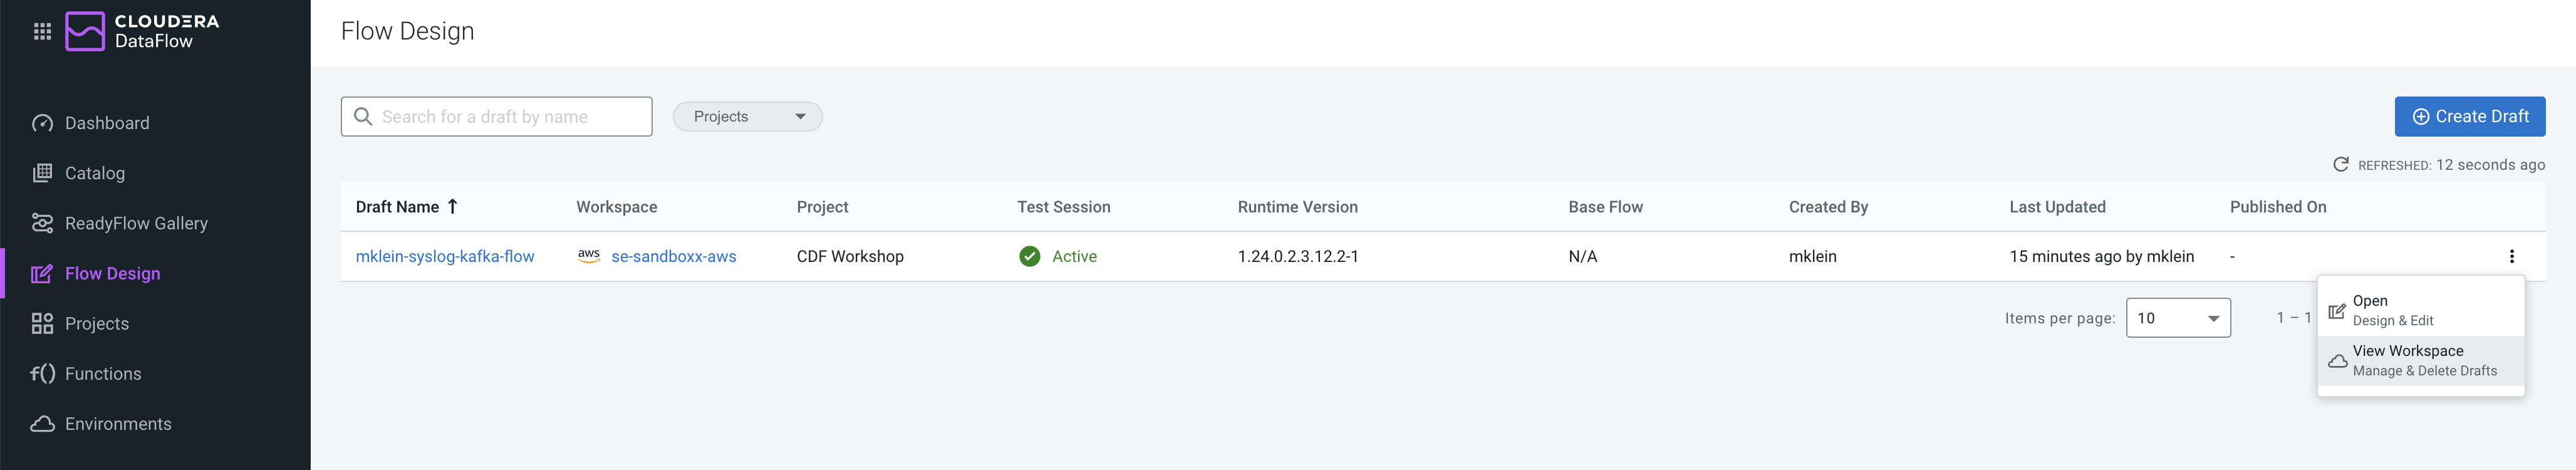 CLOUDERA
DataFlow
Dashboard
Catalog
ReadyFlow Gallery
Flow Design
Projects
Functions
Environments
Flow Design
Search for a draft by name
Projects
Create Draft
REFRESHED: 12 seconds ago
Draft Name Workspace Project Test Session Runtime Version Base Flow Created By Last Updated Published On
mklein-syslog-kafka-flow aws se-sandboxx-aws CDF Workshop Active 1.24.0.2.3.12.2-1 N/A mklein 15 minutes ago by mklein -
Items per page: 10 1 – 1
Open
Design & Edit
View Workspace
Manage & Delete Drafts